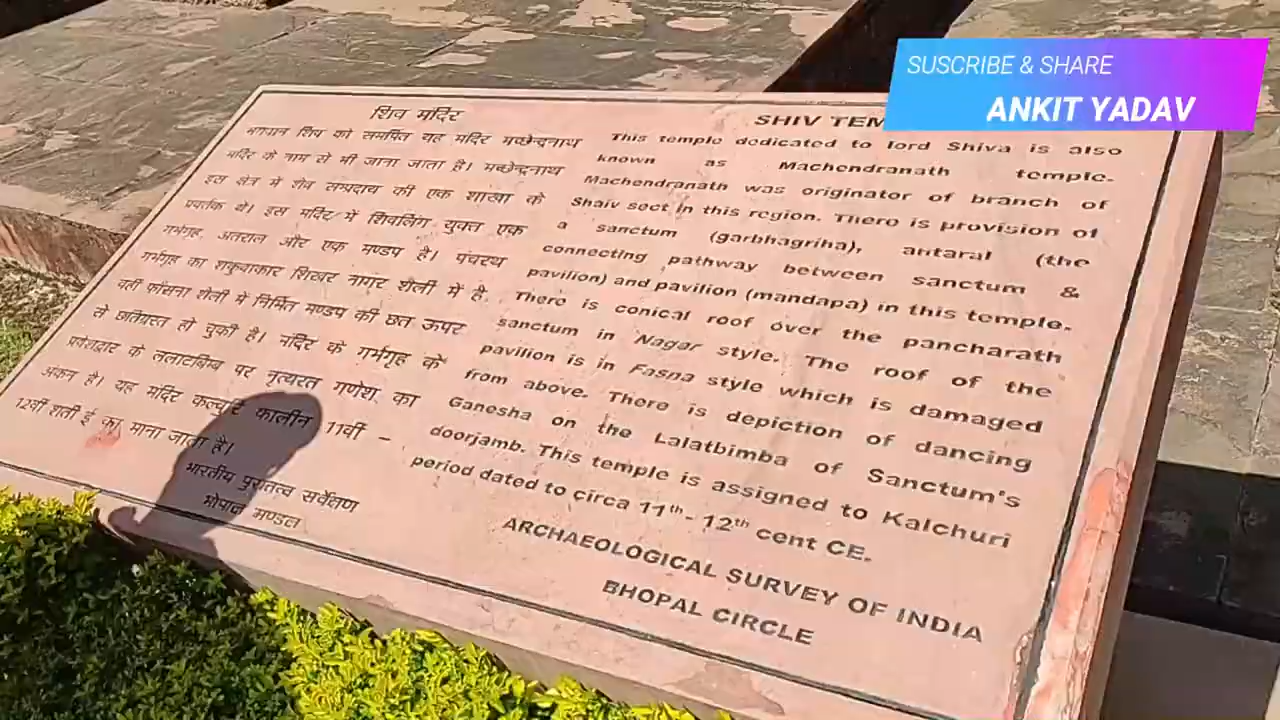 SUSCRIBE & SHARE
ANKIT YADAV
शिव मंदिर
भगवान शिव को समर्पित यह मंदिर मच्छेन्द्रनाथ
मंदिर के नाम से भी जाना जाता है। मच्छेन्द्रनाथ
इस क्षेत्र में शैव सम्प्रदाय की एक शाखा के
प्रवर्तक थे। इस मंदिर में शिवलिंग युक्त एक
गर्भगृह, अंतराल और एक मण्डप है। पंचरथ
गर्भगृह का शंकुवाकार शिखर नागर शैली में है,
वहीं फॉसना शैली में निर्मित मण्डप की छत ऊपर
से छतिग्रस्त हो चुकी है। मंदिर के गर्भगृह के
प्रवेशद्वार के ललाटबिम्ब पर नृत्यरत गणेश का
अंकन है। यह मंदिर कल्चुरि कालीन 11वीं –
12वीं शती ई का माना जाता है।
भारतीय पुरातत्व सर्वेक्षण
भोपाल मण्डल
SHIV TEM
This temple dedicated to lord Shiva is also
known as Machendranath temple.
Machendranath was originator of branch of
Shaiv sect in this region. There is provision of
a sanctum (garbhagriha), antaral (the
connecting pathway between sanctum &
pavilion) and pavilion (mandapa) in this temple.
There is conical roof over the pancharath
sanctum in Nagar style. The roof of the
pavilion is in Fasna style which is damaged
from above. There is depiction of dancing
Ganesha on the Lalatbimba of Sanctum's
doorjamb. This temple is assigned to Kalchuri
period dated to circa 11th- 12th cent CE.
ARCHAEOLOGICAL SURVEY OF INDIA
BHOPAL CIRCLE